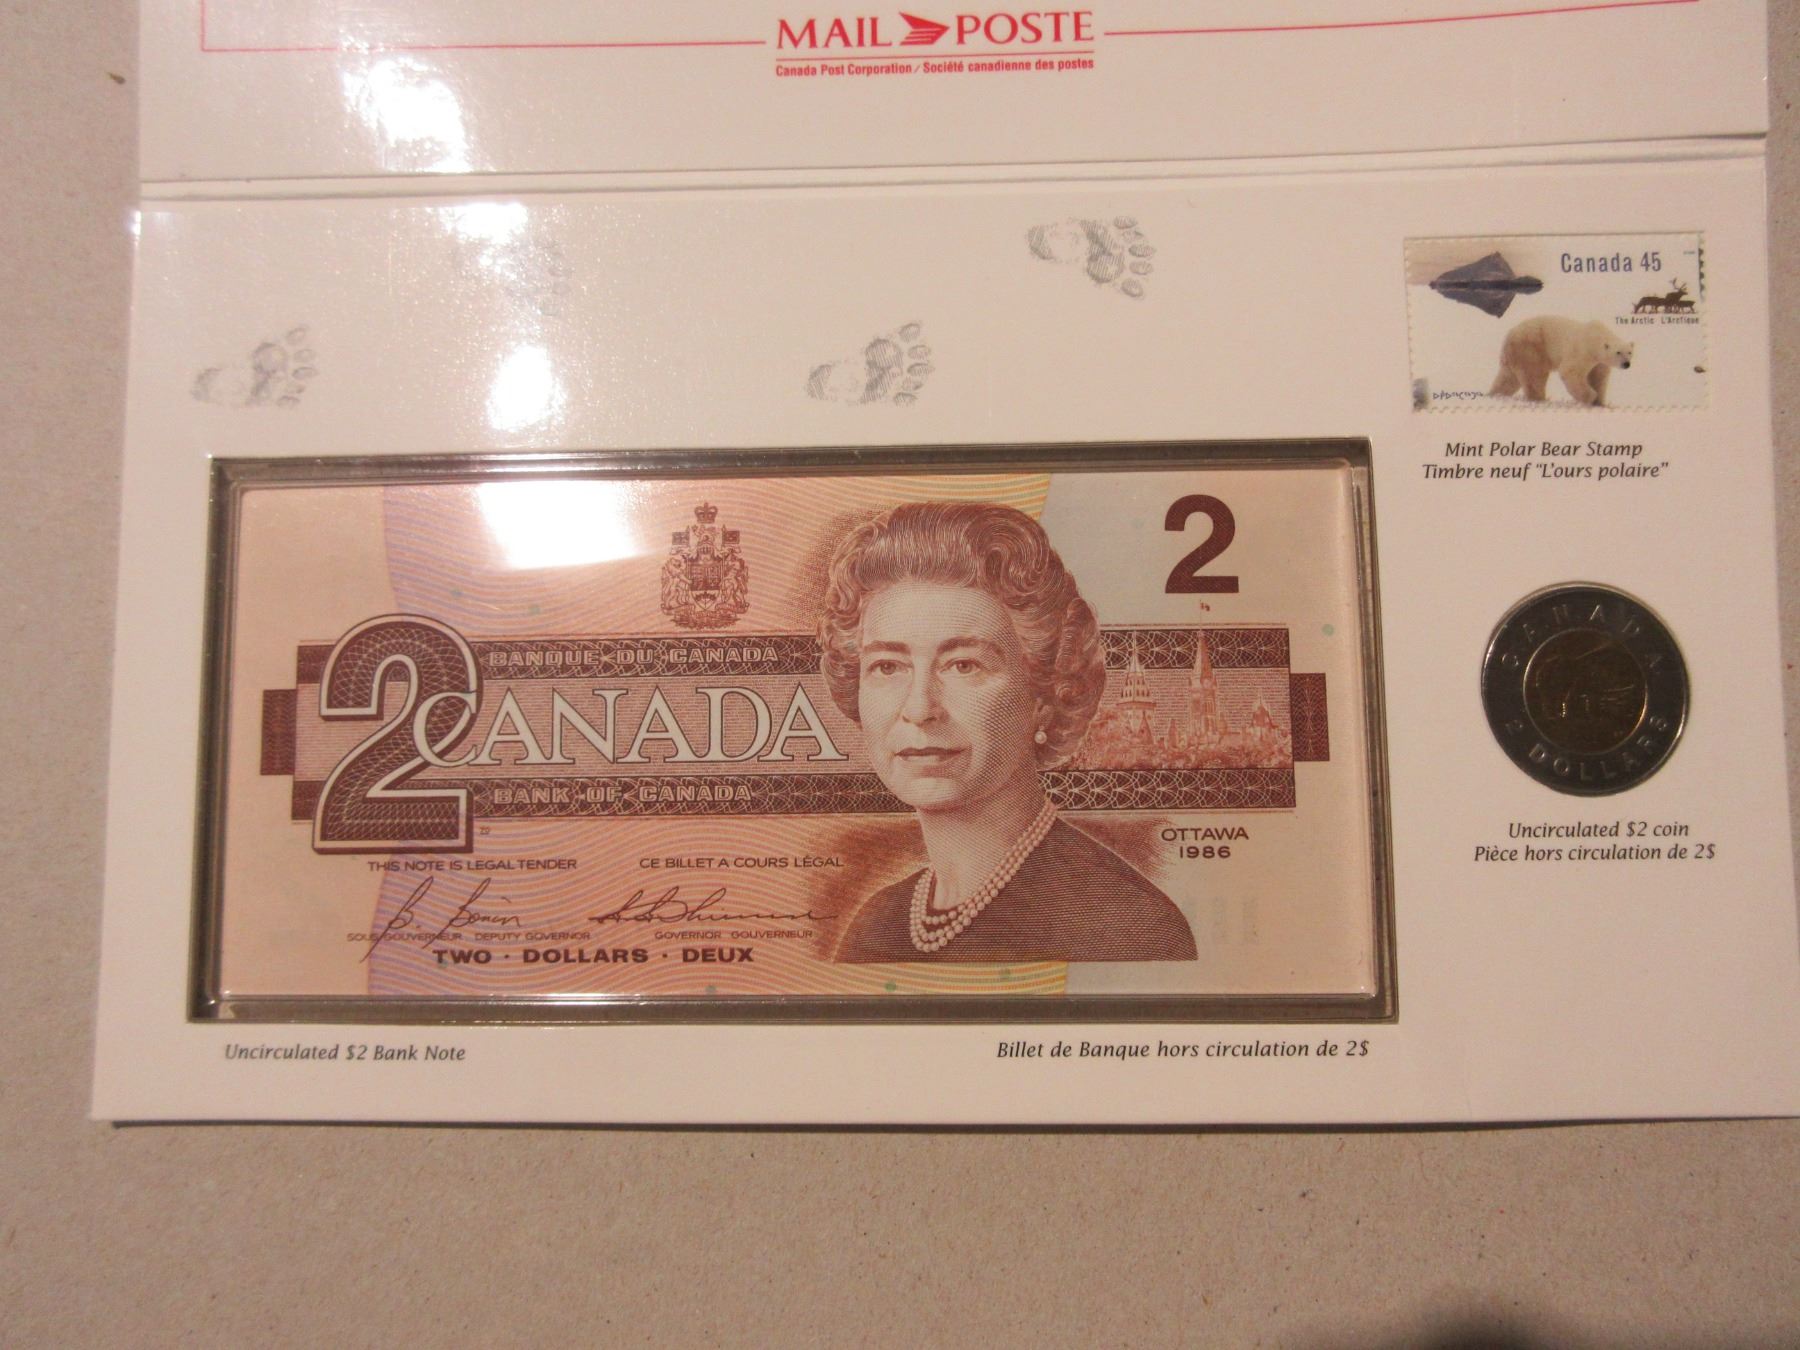 MAIL POSTE
Canada Post Corporation / Société canadienne des postes
Canada 45
The Arctic L'Arctique
Mint Polar Bear Stamp
Timbre neuf "L'ours polaire"
2
BANQUE DU CANADA
2 CANADA
BANK OF CANADA
OTTAWA
1986
THIS NOTE IS LEGAL TENDER CE BILLET A COURS LÉGAL
SOUS-GOUVERNEUR DEPUTY GOVERNOR GOVERNOR GOUVERNEUR
TWO · DOLLARS · DEUX
CANADA
2 DOLLARS
Uncirculated $2 coin
Pièce hors circulation de 2$
Uncirculated $2 Bank Note
Billet de Banque hors circulation de 2$